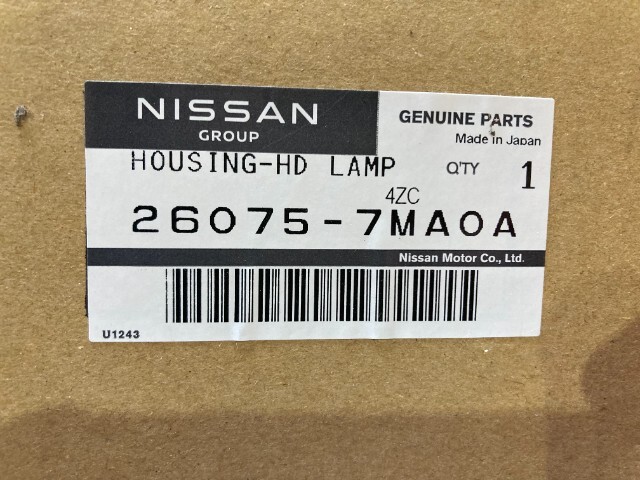 NISSAN
GROUP
GENUINE PARTS
Made in Japan
HOUSING-HD LAMP
Q'TY 1
4ZC
26075-7MA0A
Nissan Motor Co., Ltd.
U1243